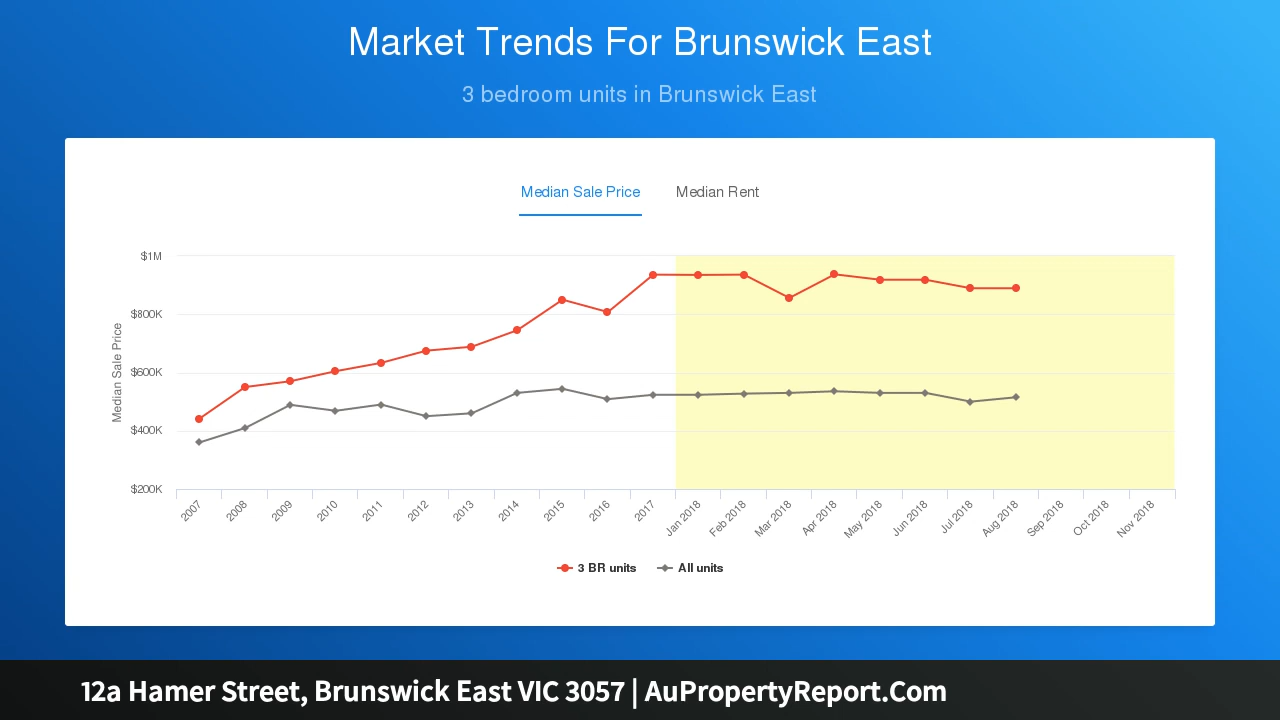 Market Trends For Brunswick East
3 bedroom units in Brunswick East
Median Sale Price Median Rent
$1M
$800K
$600K
$400K
$200K
Median Sale Price
2007 2008 2009 2010 2011 2012 2013 2014 2015 2016 2017 Jan 2018 Feb 2018 Mar 2018 Apr 2018 May 2018 Jun 2018 Jul 2018 Aug 2018 Sep 2018 Oct 2018 Nov 2018
3 BR units All units
12a Hamer Street, Brunswick East VIC 3057 | AuPropertyReport.Com